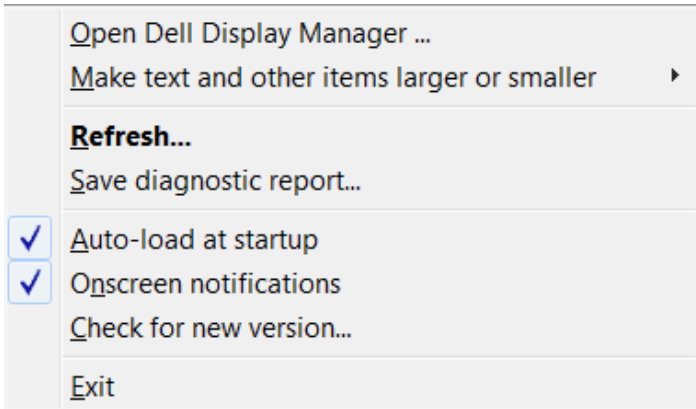 Open Dell Display Manager ...
Make text and other items larger or smaller
Refresh...
Save diagnostic report...
Auto-load at startup
Onscreen notifications
Check for new version...
Exit